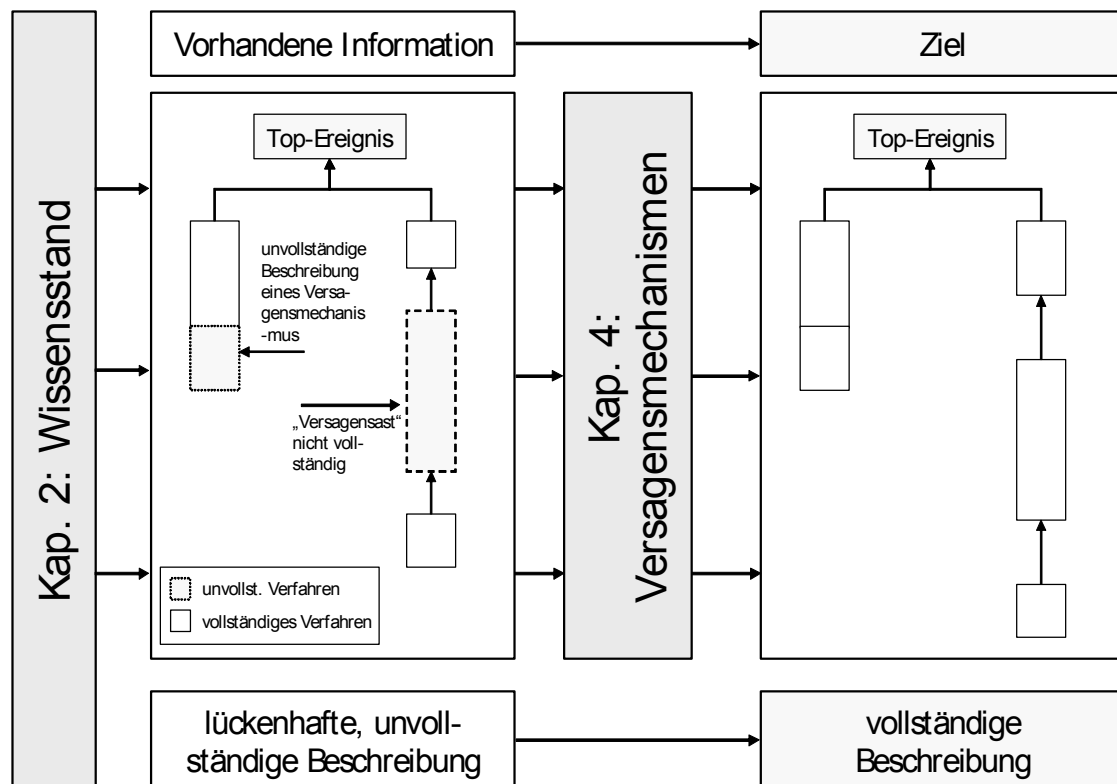 Kap. 2: Wissensstand
Vorhandene Information
Ziel
Top-Ereignis
unvollständige
Beschreibung
eines Versa-
gensmechanis
-mus
„Versagensast“
nicht voll-
ständig
unvollst. Verfahren
vollständiges Verfahren
Kap. 4:
Versagensmechanismen
Top-Ereignis
lückenhafte, unvoll-
ständige Beschreibung
vollständige
Beschreibung